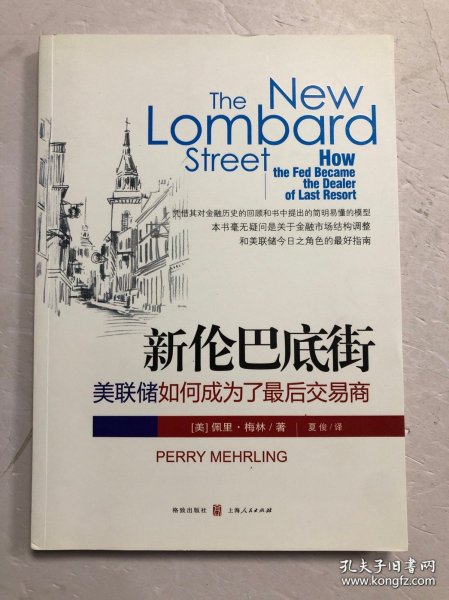 The New
Lombard
Street
How
the Fed Became
the Dealer
of Last Resort
凭借其对金融历史的回顾和书中提出的简明易懂的模型
本书毫无疑问是关于金融市场结构调整
和美联储今日之角色的最好指南
新伦巴底街
美联储如何成为了最后交易商
[美] 佩里·梅林/著 夏俊/译
PERRY MEHRLING
格致出版社 上海人民出版社
孔夫子旧书网
www.kongfz.com